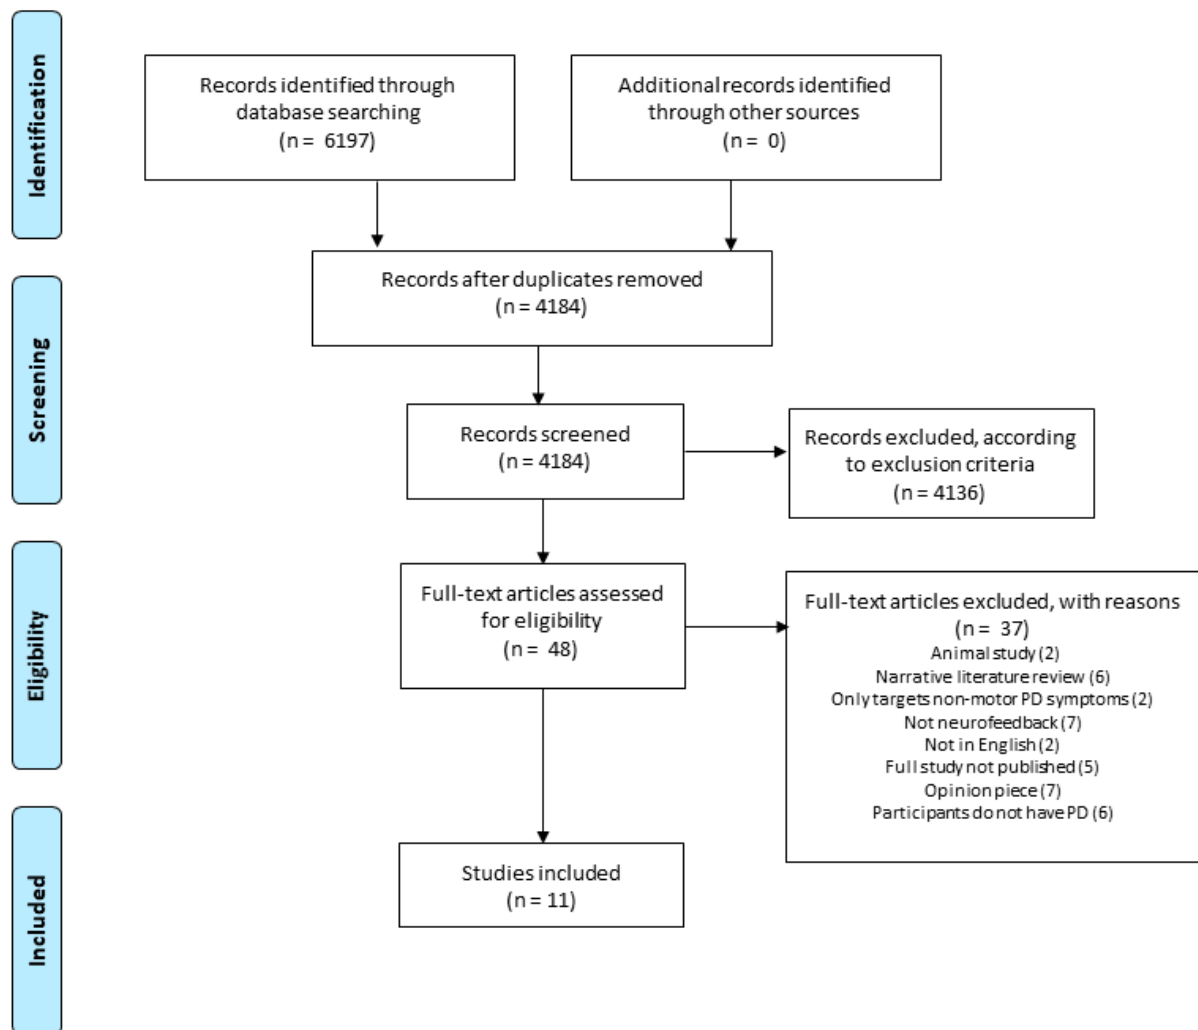 Identification
Records identified through
database searching
(n = 6197)
Additional records identified
through other sources
(n = 0)
Records after duplicates removed
(n = 4184)
Screening
Records screened
(n = 4184)
Records excluded, according
to exclusion criteria
(n = 4136)
Eligibility
Full-text articles assessed
for eligibility
(n = 48)
Full-text articles excluded, with reasons
(n = 37)
Animal study (2)
Narrative literature review (6)
Only targets non-motor PD symptoms (2)
Not neurofeedback (7)
Not in English (2)
Full study not published (5)
Opinion piece (7)
Participants do not have PD (6)
Included
Studies included
(n = 11)